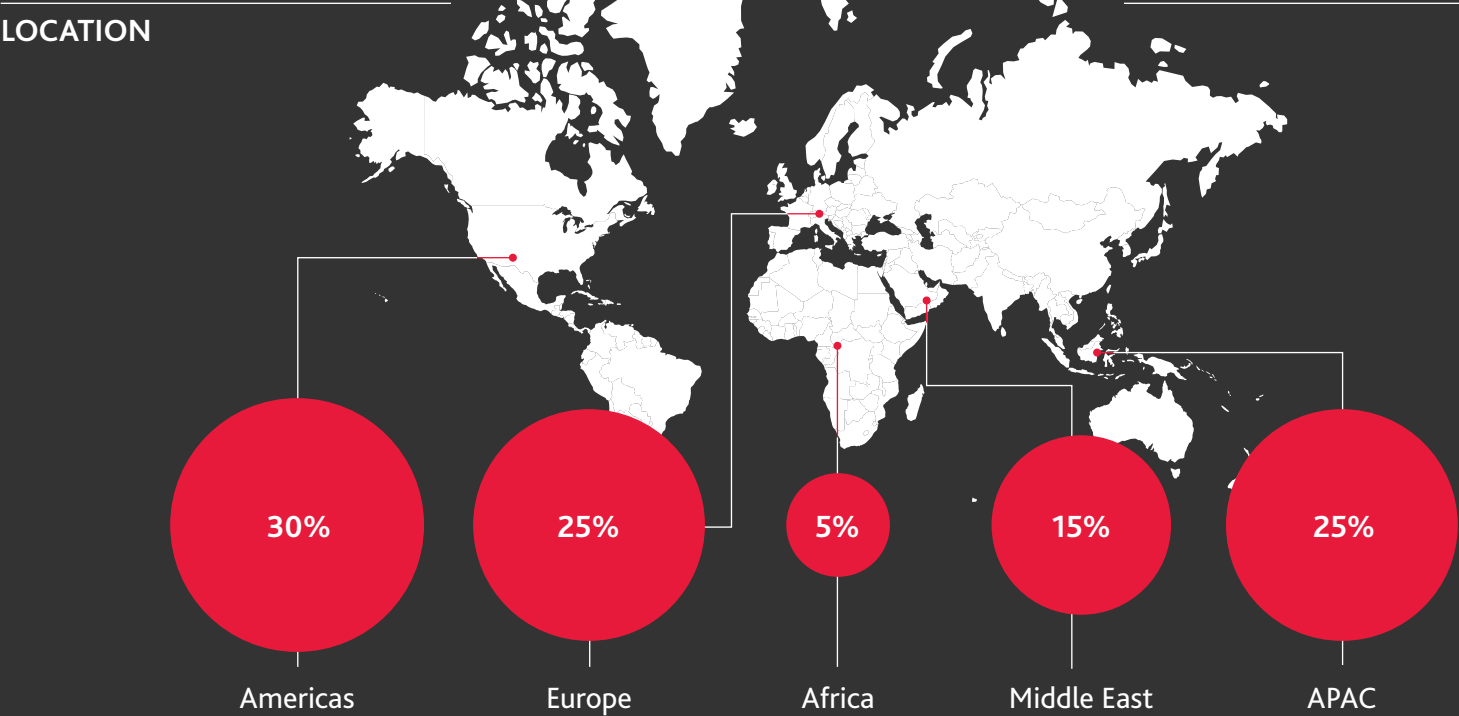 LOCATION
30%
25%
5%
15%
25%
Americas
Europe
Africa
Middle East
APAC